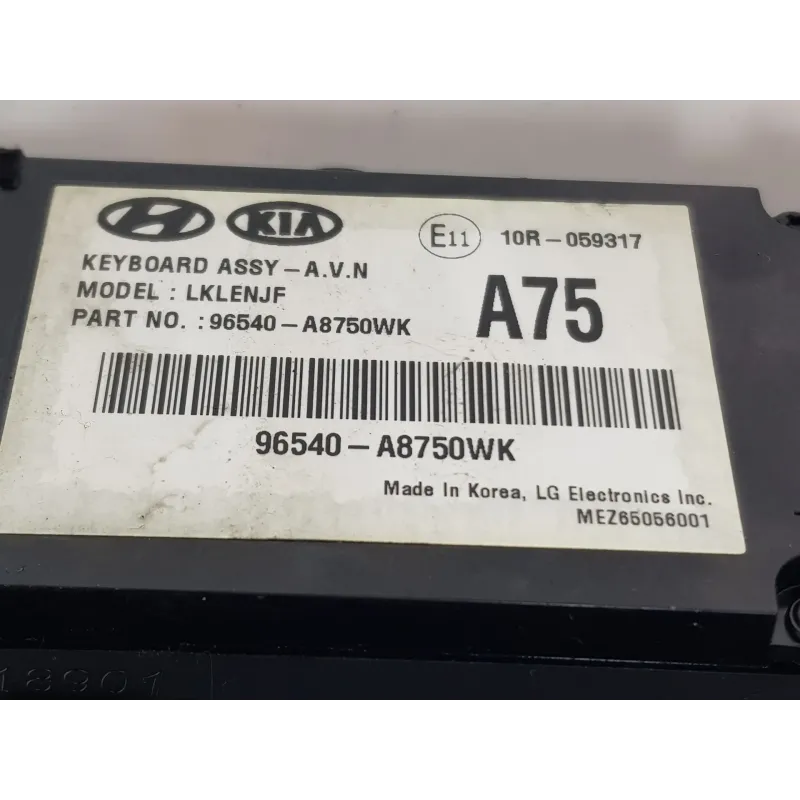 KIA E11 10R-059317
KEYBOARD ASSY-A.V.N
MODEL : LKLENJF A75
PART NO. : 96540-A8750WK
96540-A8750WK
Made In Korea, LG Electronics Inc.
MEZ65056001
18901